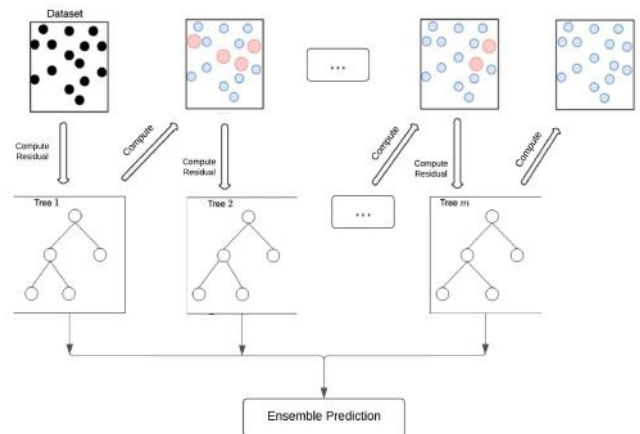 Dataset
...
Compute
Residual
Compute
Compute
Residual
Compute
Compute
Residual
Compute
Tree 1
Tree 2
...
Tree m
Ensemble Prediction